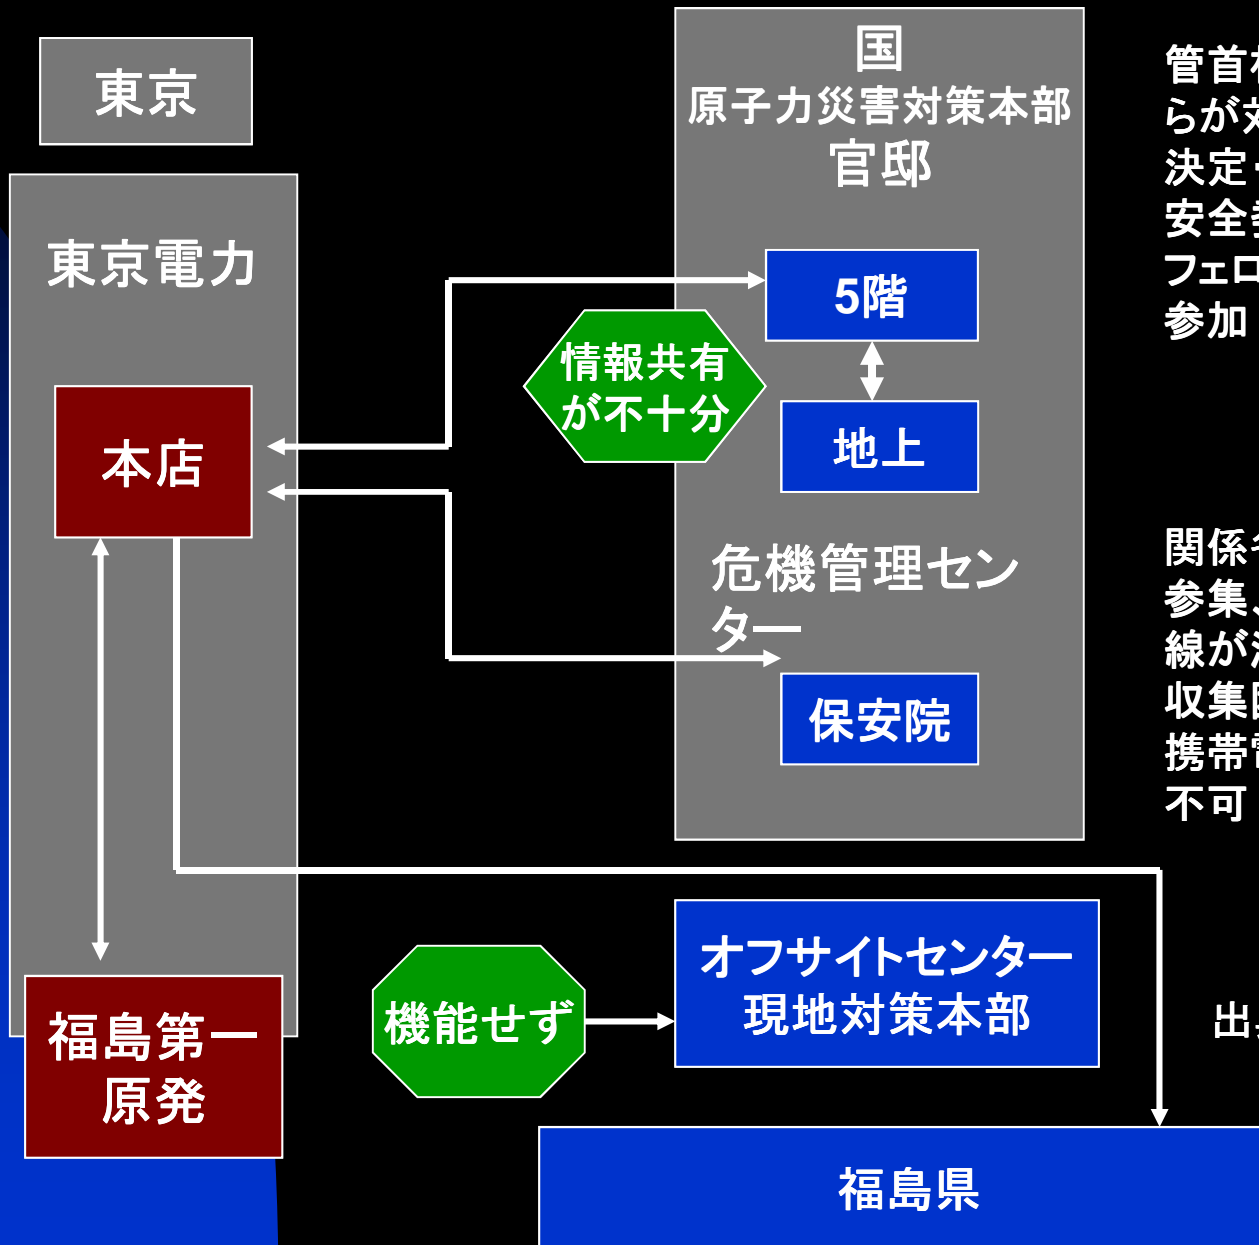 東京
東京電力
本店
福島第一
原発
国
原子力災害対策本部
官邸
5階
情報共有
が不十分
地上
危機管理セン
ター
保安院
機能せず
オフサイトセンター
現地対策本部
福島県
管首
らが
決定
安全
フェロ
参加
関係
参集、
線が
収集
携帯
不可
出